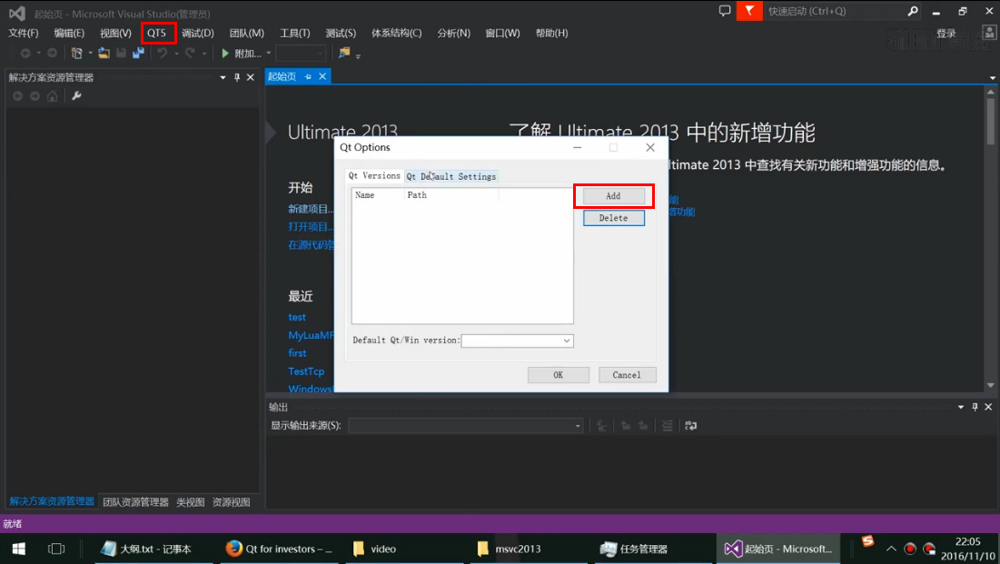 起始页 - Microsoft Visual Studio(管理员)
快速启动 (Ctrl+Q)
文件(F) 编辑(E) 视图(V) QT5 调试(D) 团队(M) 工具(T) 测试(S) 体系结构(C) 分析(N) 窗口(W) 帮助(H)
登录
附加...
解决方案资源管理器
起始页
Ultimate 2013
了解 Ultimate 2013 中的新增功能
ltimate 2013 中查找有关新功能和增强功能的信息。
能
增功能
开始
新建项目...
打开项目...
在源代码管
最近
test
MyLuaMF
first
TestTcp
Windows
Qt Options
Qt Versions Qt Default Settings
Name Path
Add
Delete
Default Qt/Win version:
OK Cancel
输出
显示输出来源(S):
解决方案资源管理器 团队资源管理器 类视图 资源视图
就绪
大纲.txt - 记事本
Qt for investors – ...
video
msvc2013
任务管理器
起始页 - Microsoft...
22:05
2016/11/10